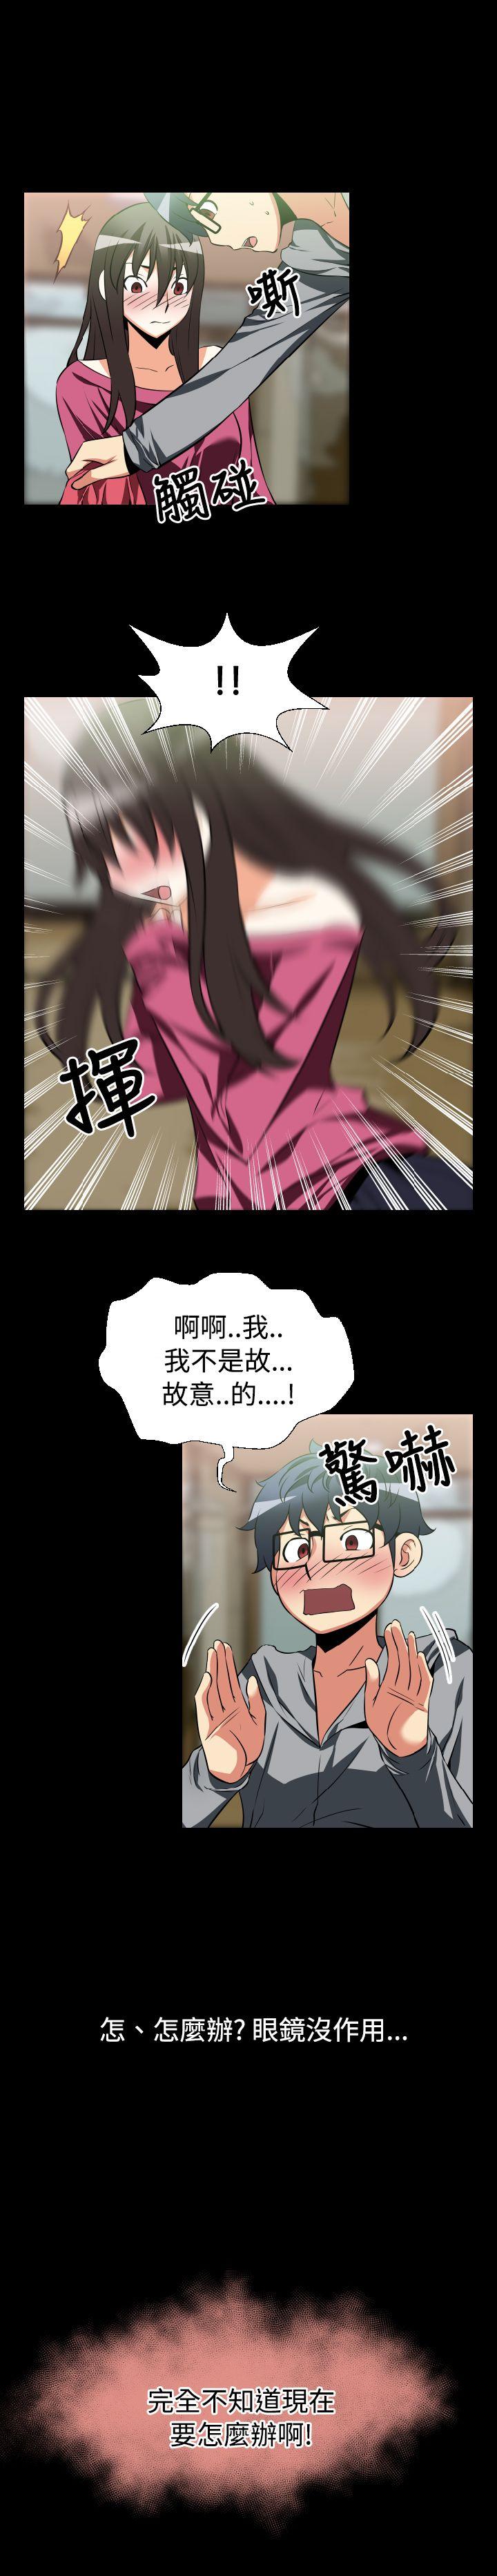 嘶
觸碰
!!
揮
啊啊..我..
我不是故...
故意..的....!
驚嚇
怎、怎麼辦? 眼鏡沒作用...
完全不知道現在
要怎麼辦啊!